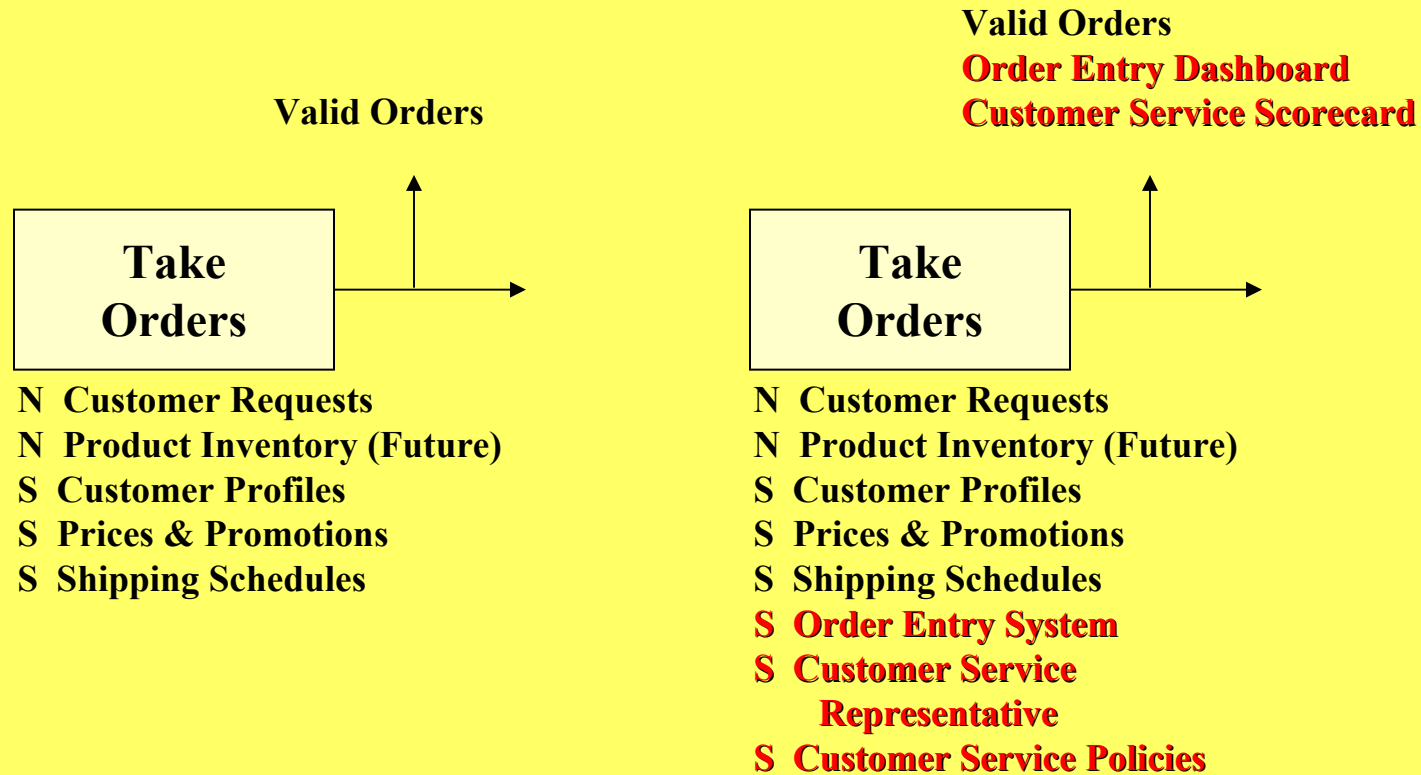 Valid Orders
Take
Orders
N Customer Requests
N Product Inventory (Future)
S Customer Profiles
S Prices & Promotions
S Shipping Schedules
Valid Orders
Order Entry Dashboard
Customer Service Scorecard
Take
Orders
N Customer Requests
N Product Inventory (Future)
S Customer Profiles
S Prices & Promotions
S Shipping Schedules
S Order Entry System
S Customer Service
Representative
S Customer Service Policies